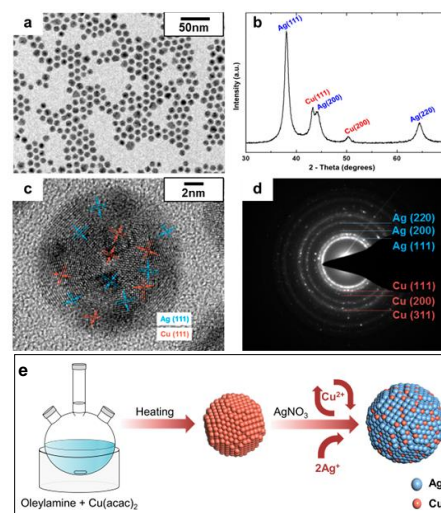 a
50nm
b
Ag(111)
Cu(111)
Ag(200)
Cu(200)
Ag(220)
Intensity (a.u.)
30 40 50 60
2 - Theta (degrees)
c
2nm
Ag (111)
Cu (111)
d
Ag (220)
Ag (200)
Ag (111)
Cu (111)
Cu (200)
Cu (311)
e
Heating
AgNO3
Cu2+
2Ag+
Oleylamine + Cu(acac)2
Ag
Cu